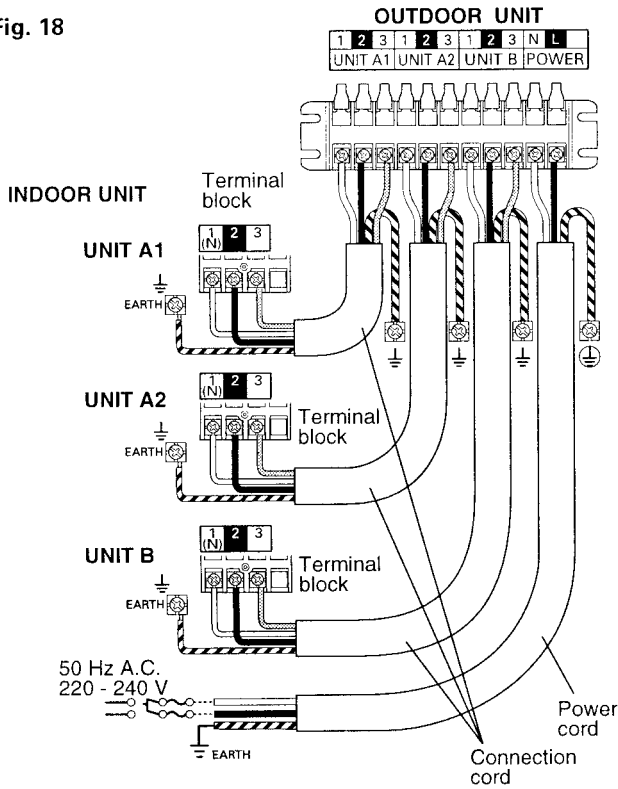 Fig. 18
OUTDOOR UNIT
1 2 3 1 2 3 1 2 3 N L
UNIT A1 UNIT A2 UNIT B POWER
INDOOR UNIT
Terminal
block
UNIT A1
1 2 3
(N)
EARTH
UNIT A2
1 2 3
(N)
Terminal
block
EARTH
UNIT B
1 2 3
(N)
Terminal
block
EARTH
50 Hz A.C.
220 - 240 V
EARTH
Power
cord
Connection
cord